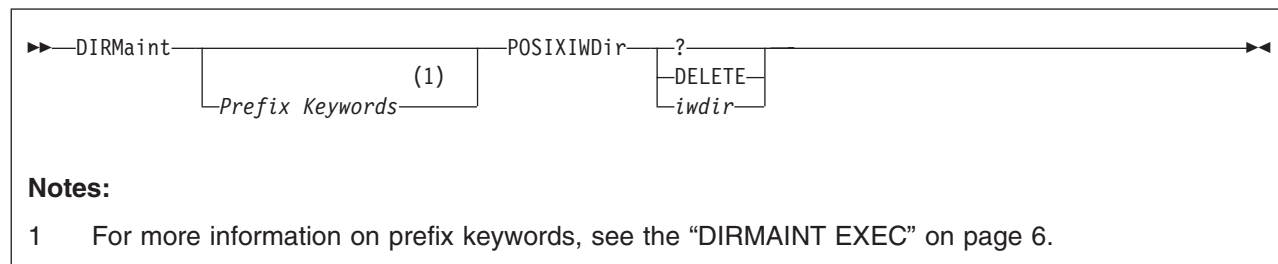 DIRMaint POSIXIWDir ?
(1) DELETE
Prefix Keywords iwdir
Notes:
1 For more information on prefix keywords, see the “DIRMAINT EXEC” on page 6.